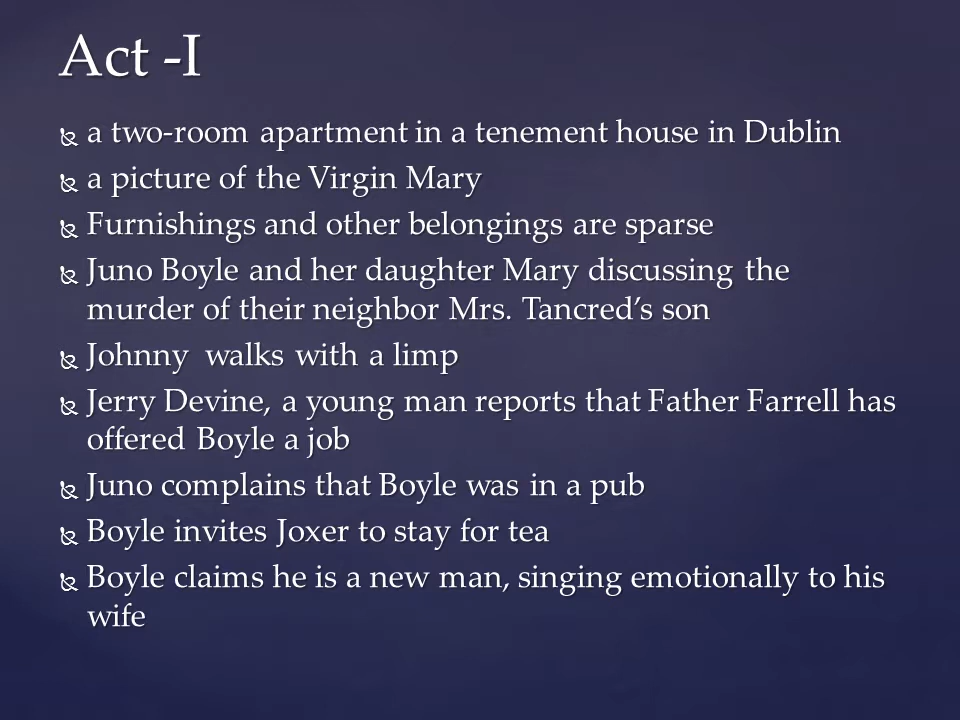 Act -I
a two-room apartment in a tenement house in Dublin
a picture of the Virgin Mary
Furnishings and other belongings are sparse
Juno Boyle and her daughter Mary discussing the
murder of their neighbor Mrs. Tancred’s son
Johnny  walks with a limp
Jerry Devine, a young man reports that Father Farrell has
offered Boyle a job
Juno complains that Boyle was in a pub
Boyle invites Joxer to stay for tea
Boyle claims he is a new man, singing emotionally to his
wife